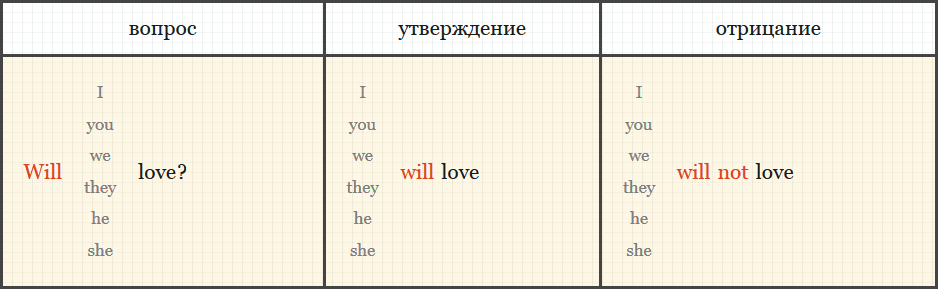 вопрос
утверждение
отрицание
Will
I
you
we
they
he
she
love?
I
you
we
they
he
she
will love
I
you
we
they
he
she
will not love